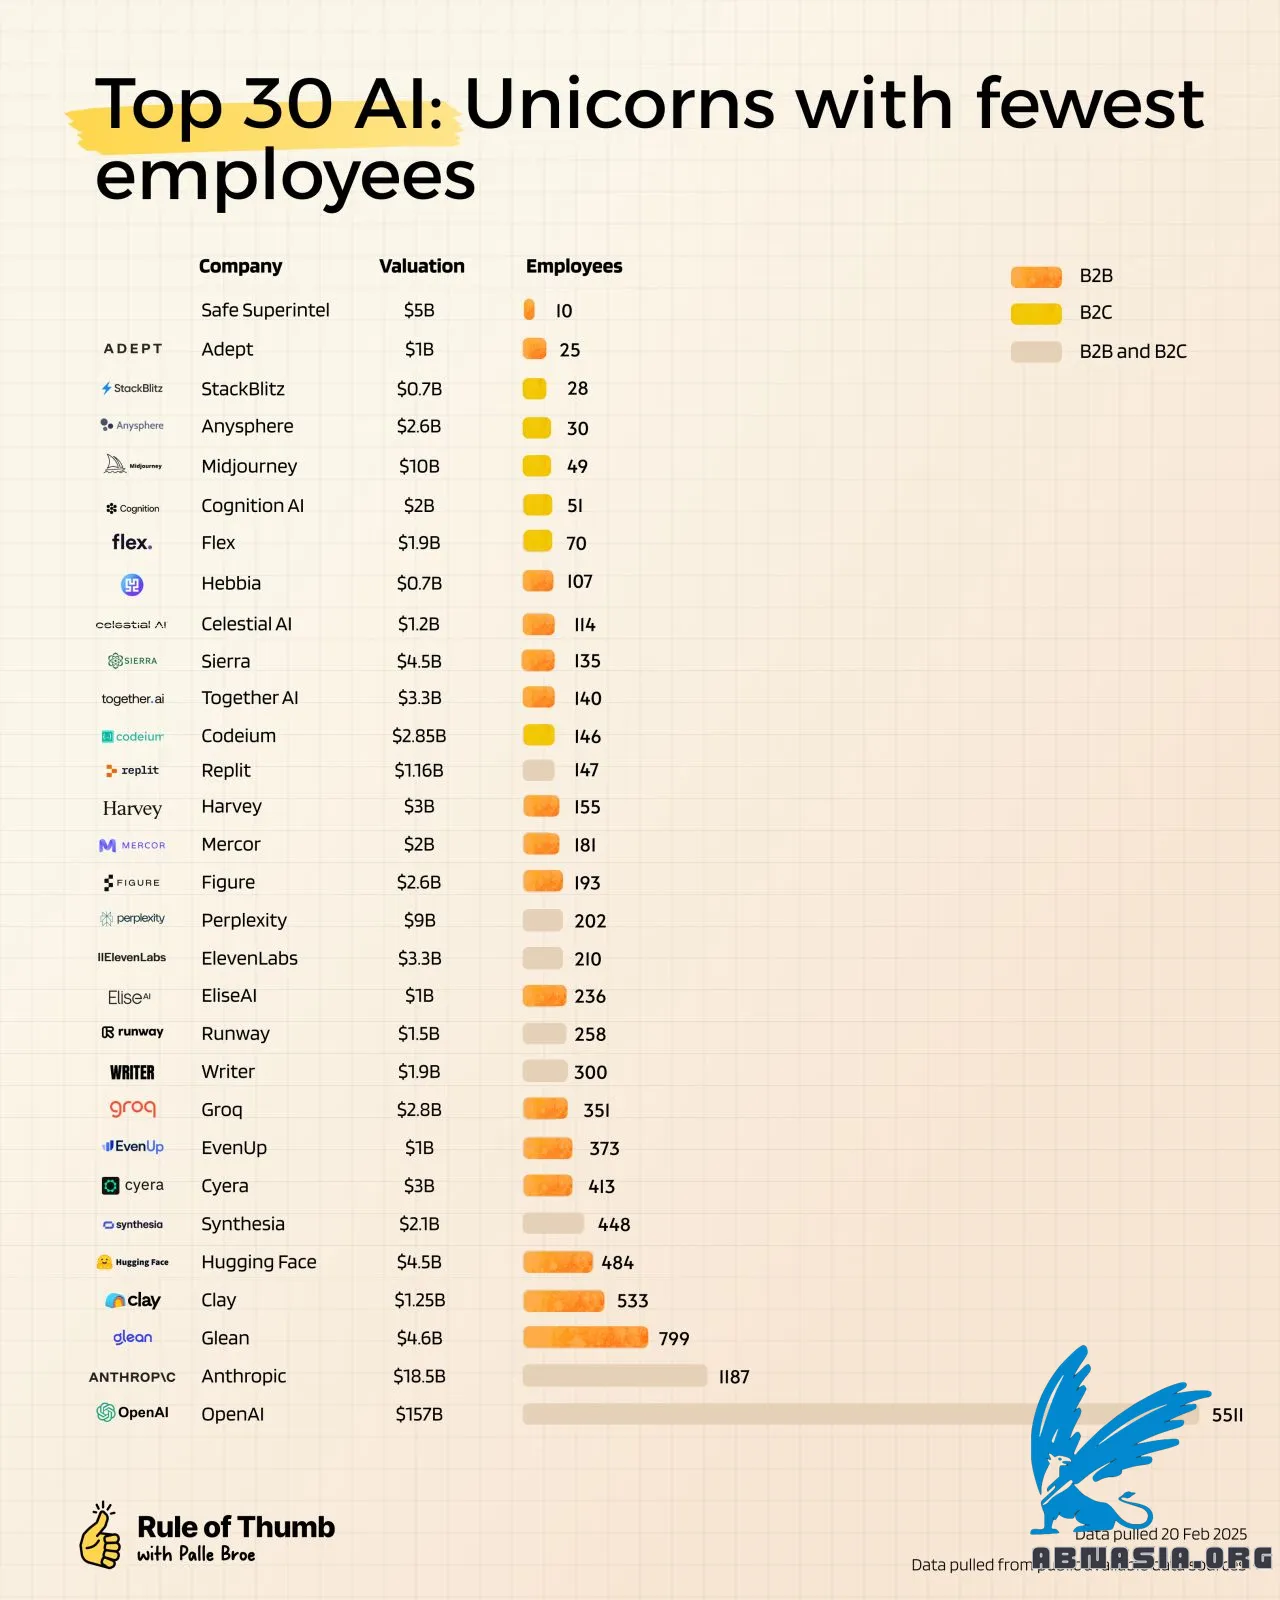 Top 30 AI: Unicorns with fewest
employees
Company Valuation Employees
B2B
B2C
B2B and B2C
Safe Superintel $5B 10
ADEPT Adept $1B 25
StackBlitz StackBlitz $0.7B 28
Anysphere Anysphere $2.6B 30
Midjourney Midjourney $10B 49
Cognition Cognition AI $2B 51
flex. Flex $1.9B 70
Hebbia $0.7B 107
celestial AI Celestial AI $1.2B 114
SIERRA Sierra $4.5B 135
together.ai Together AI $3.3B 140
codeium Codeium $2.85B 146
replit Replit $1.16B 147
Harvey Harvey $3B 155
MERCOR Mercor $2B 181
FIGURE Figure $2.6B 193
perplexity Perplexity $9B 202
IIElevenLabs ElevenLabs $3.3B 210
EliseAI EliseAI $1B 236
runway Runway $1.5B 258
WRITER Writer $1.9B 300
groq Groq $2.8B 351
EvenUp EvenUp $1B 373
cyera Cyera $3B 413
synthesia Synthesia $2.1B 448
Hugging Face Hugging Face $4.5B 484
clay Clay $1.25B 533
glean Glean $4.6B 799
ANTHROP\C Anthropic $18.5B 1187
OpenAI OpenAI $157B 5511
Rule of Thumb
with Palle Broe
Data pulled 20 Feb 2025
Data pulled from public available data sources
ABNASIA.ORG